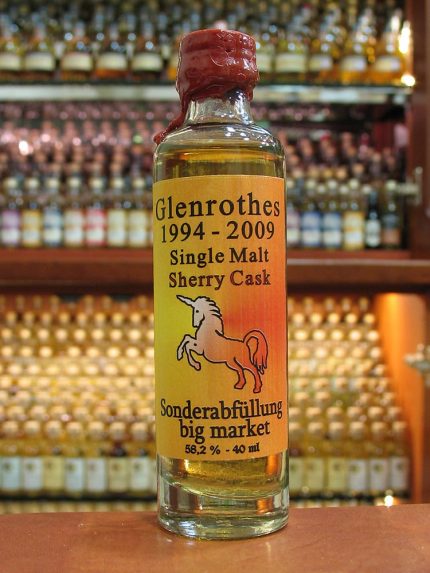 Glenrothes
1994 - 2009
Single Malt
Sherry Cask
Sonderabfüllung
big market
58,2 % - 40 ml